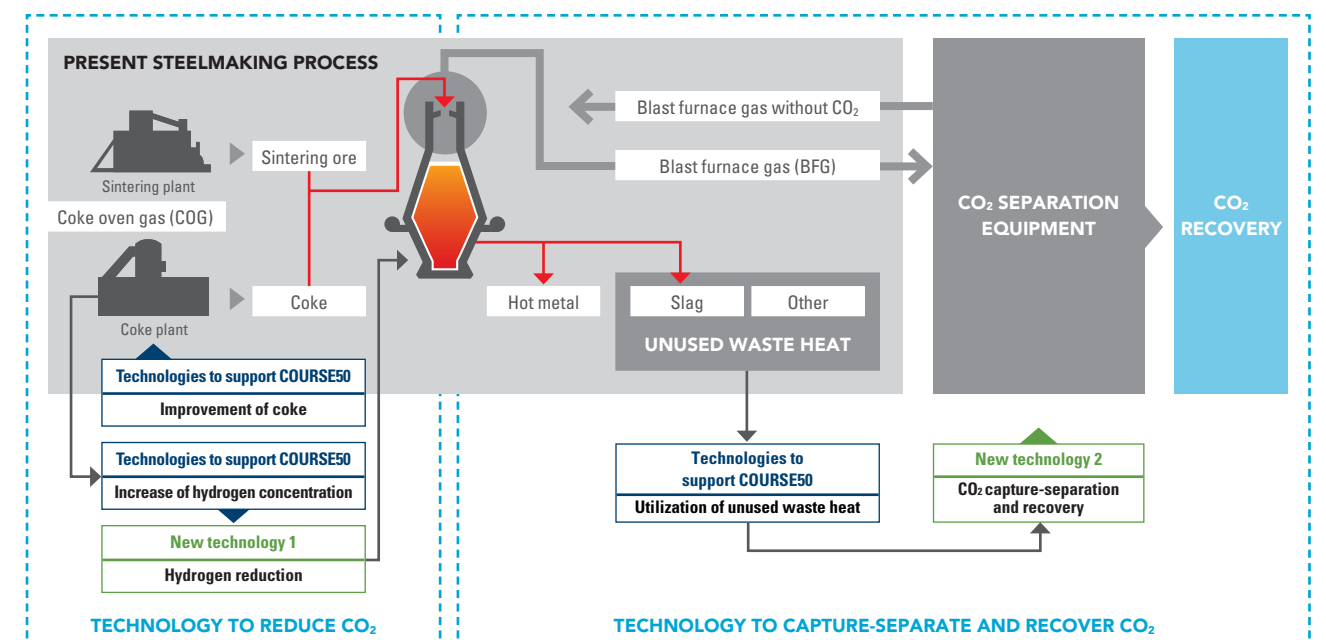 PRESENT STEELMAKING PROCESS
Sintering plant
Sintering ore
Coke oven gas (COG)
Coke plant
Coke
Blast furnace gas without CO₂
Blast furnace gas (BFG)
Hot metal
Slag
Other
UNUSED WASTE HEAT
CO₂ SEPARATION
EQUIPMENT
CO₂
RECOVERY
Technologies to support COURSE50
Improvement of coke
Technologies to support COURSE50
Increase of hydrogen concentration
New technology 1
Hydrogen reduction
Technologies to
support COURSE50
Utilization of unused waste heat
New technology 2
CO₂ capture-separation
and recovery
TECHNOLOGY TO REDUCE CO₂
TECHNOLOGY TO CAPTURE-SEPARATE AND RECOVER CO₂